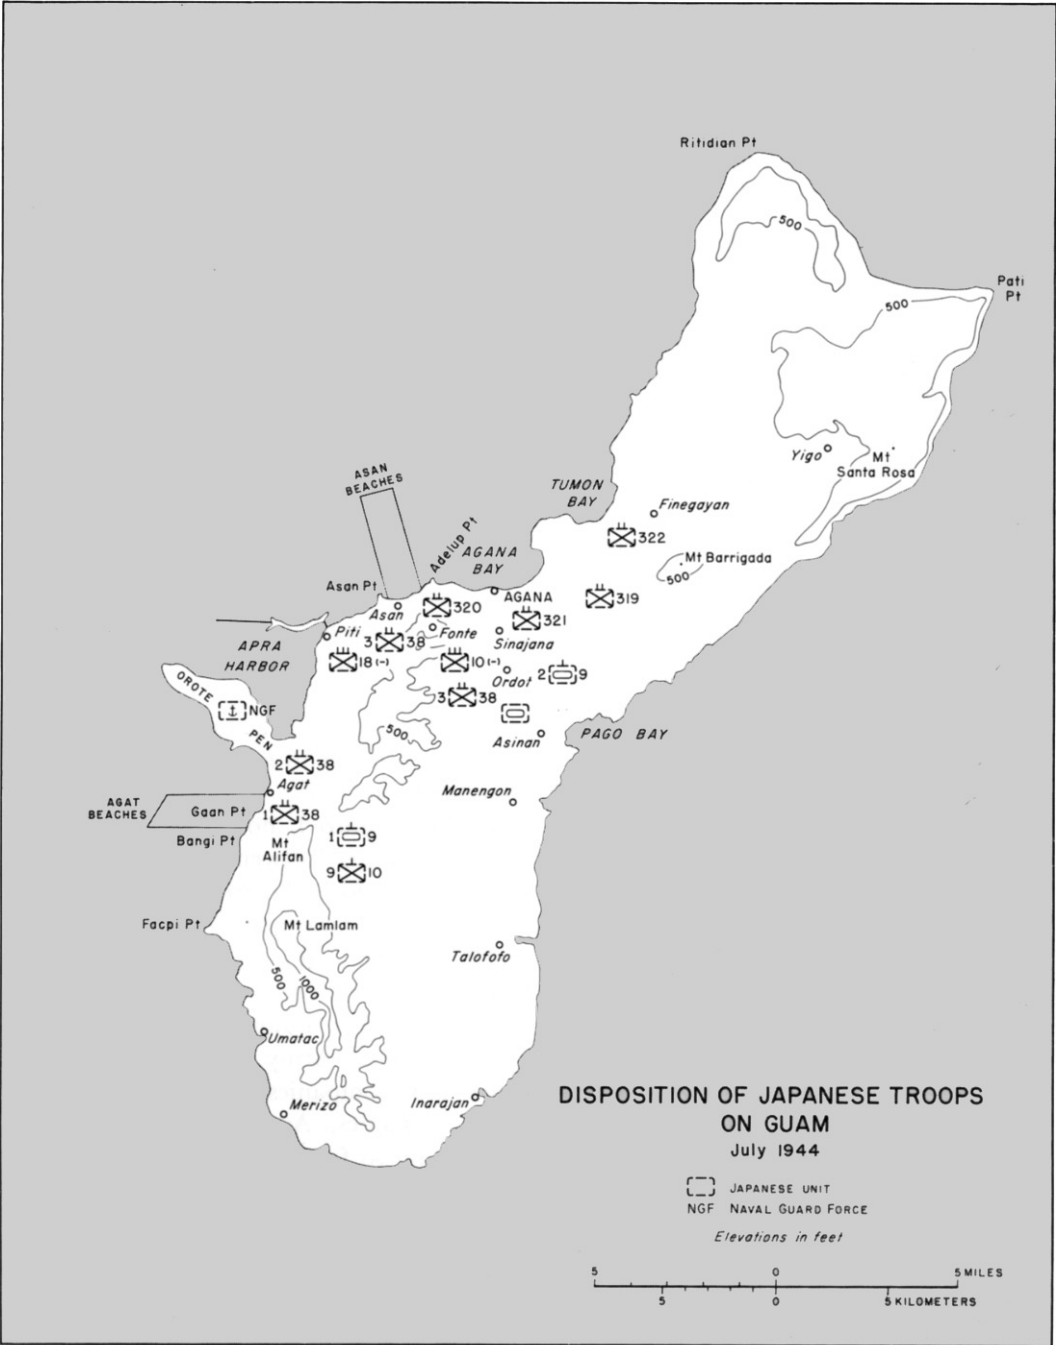 Ritidian Pt
500
Pati
Pt
500
Yigo
Mt
Santa Rosa
ASAN
BEACHES
TUMON
BAY
Finegayan
Adelup Pt
322
AGANA
BAY
Mt Barrigada
500
Asan Pt
AGANA
319
Asan
320
321
Piti
3 38
Fonte
Sinajana
APRA
HARBOR
18(-)
10(-)
Ordot
2 9
OROTE
PEN
NGF
3 38
500
Asinan
PAGO BAY
2 38
Agat
Manengon
AGAT
BEACHES
Gaan Pt
1 38
Bangi Pt
Mt
Alifan
1 9
9 10
Facpi Pt
Mt Lamlam
Talofofo
500
1000
Umatac
Merizo
Inarajan
DISPOSITION OF JAPANESE TROOPS
ON GUAM
July 1944
JAPANESE UNIT
NGF NAVAL GUARD FORCE
Elevations in feet
5 0 5 MILES
5 0 5 KILOMETERS